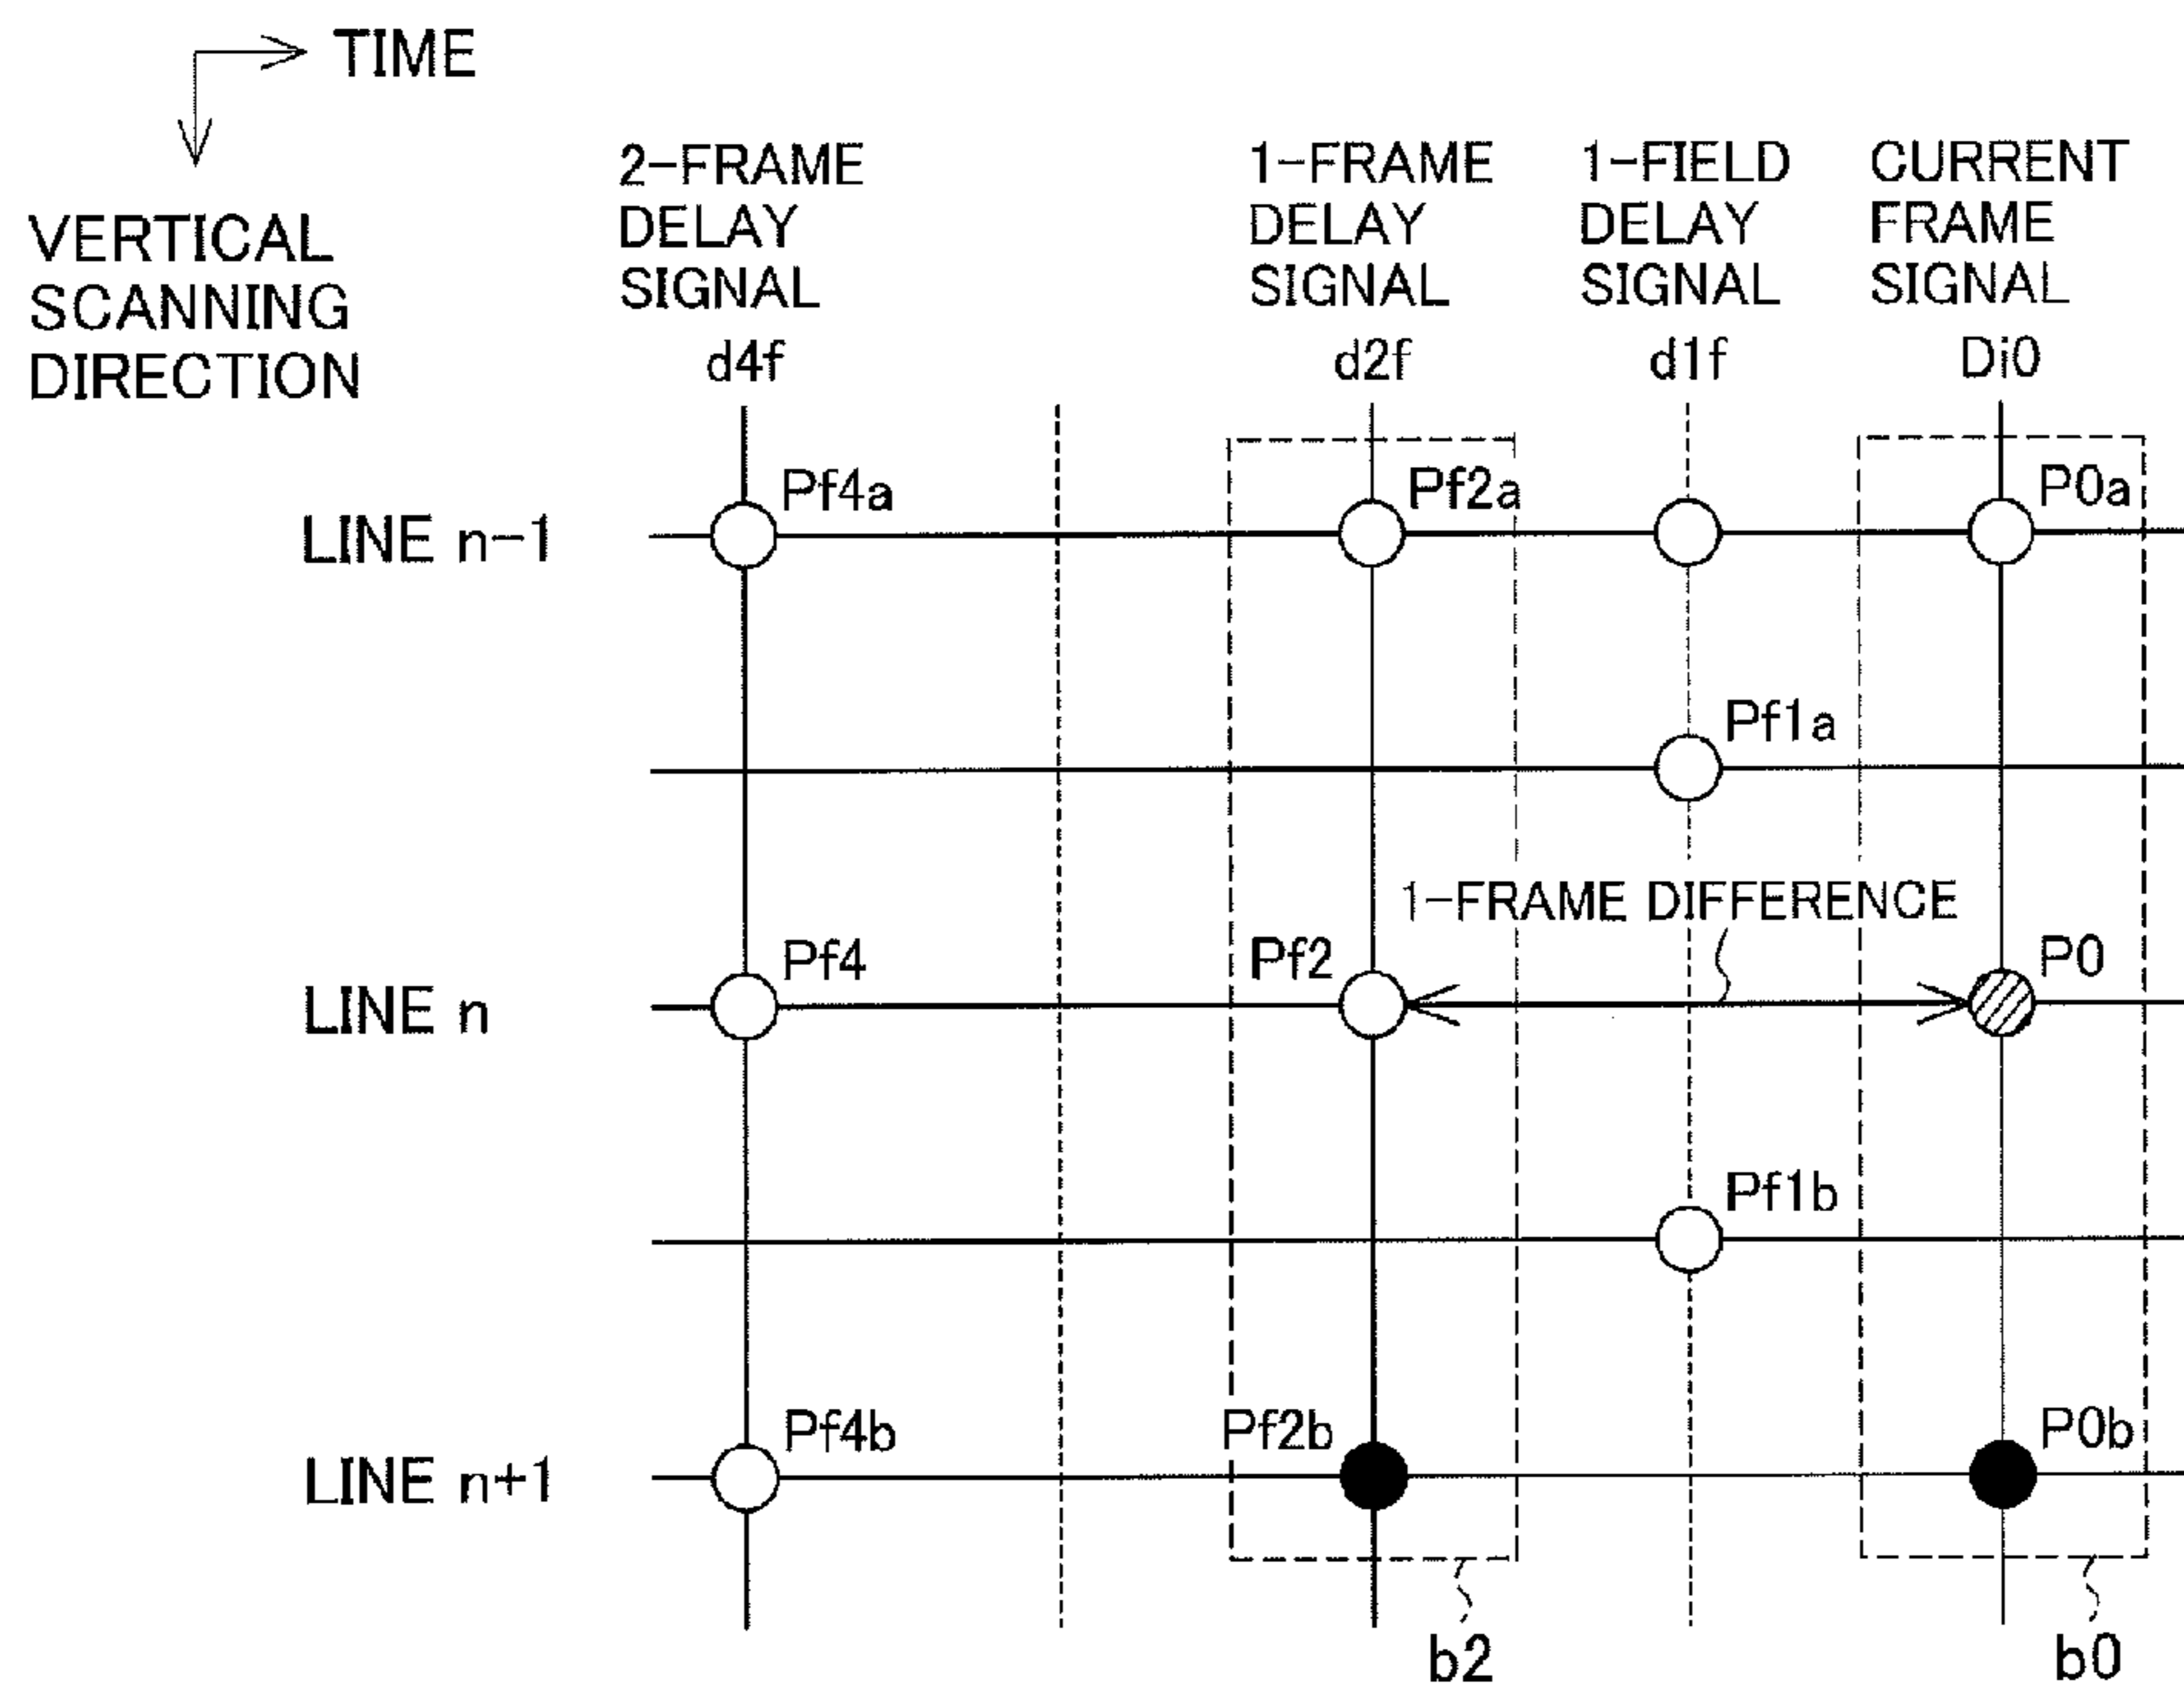 TIME
VERTICAL
SCANNING
DIRECTION
2-FRAME
DELAY
SIGNAL
d4f
1-FRAME
DELAY
SIGNAL
d2f
1-FIELD
DELAY
SIGNAL
d1f
CURRENT
FRAME
SIGNAL
Di0
LINE n-1
Pf4a
Pf2a
P0a
Pf1a
1-FRAME DIFFERENCE
LINE n
Pf4
Pf2
P0
Pf1b
LINE n+1
Pf4b
Pf2b
P0b
b2
b0